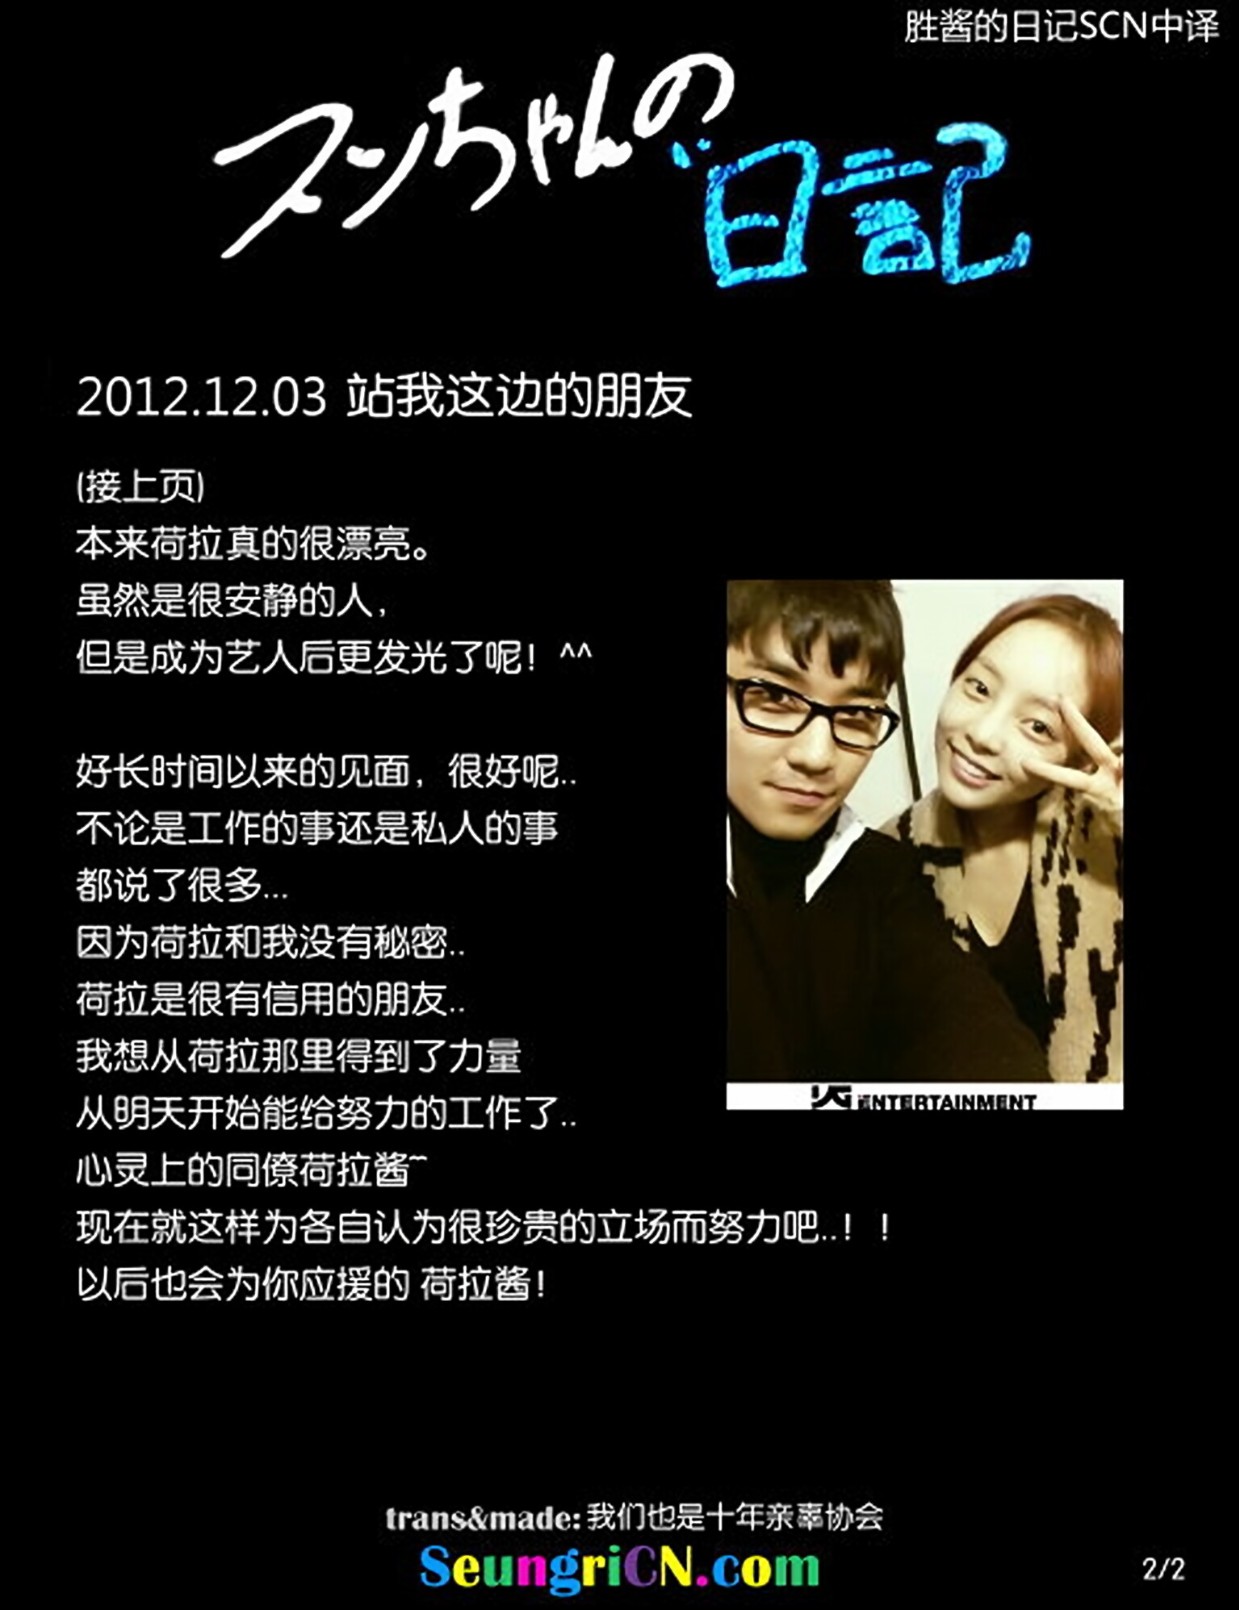 胜酱的日记SCN中译
スンちゃんの
日記
2012.12.03 站我这边的朋友
(接上页)
本来荷拉真的很漂亮。
虽然是很安静的人，
但是成为艺人后更发光了呢！^^
好长时间以来的见面，很好呢..
不论是工作的事还是私人的事
都说了很多...
因为荷拉和我没有秘密..
荷拉是很有信用的朋友..
我想从荷拉那里得到了力量
从明天开始能给努力的工作了..
心灵上的同僚荷拉酱~~
现在就这样为各自认为很珍贵的立场而努力吧..！！
以后也会为你应援的 荷拉酱！
YG ENTERTAINMENT
trans&made: 我们也是十年亲辜协会
SeungriCN.com
2/2